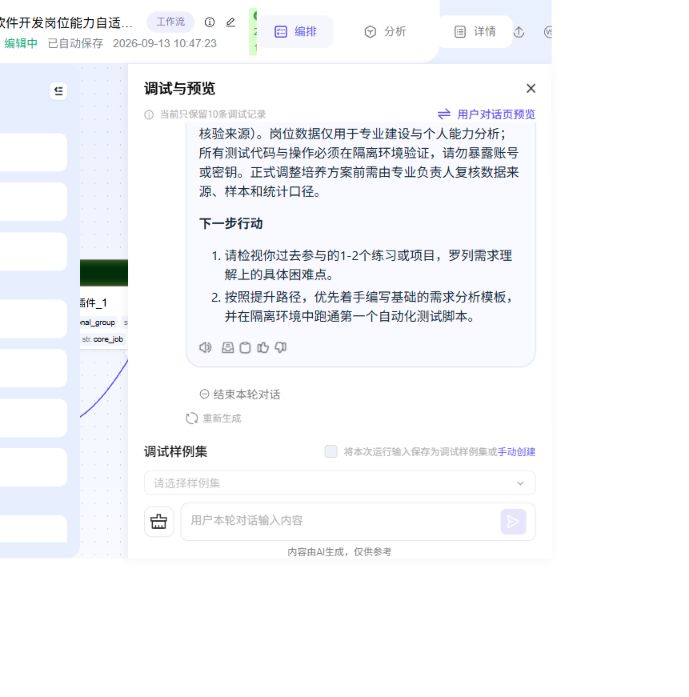 软件开发岗位能力自适...
工作流
编排
分析
详情
编辑中 已自动保存 2026-09-13 10:47:23
调试与预览
当前只保留10条调试记录
用户对话页预览
核验来源）。岗位数据仅用于专业建设与个人能力分析；
所有测试代码与操作必须在隔离环境验证，请勿暴露账号
或密钥。正式调整培养方案前需由专业负责人复核数据来
源、样本和统计口径。
下一步行动
1. 请检视你过去参与的1-2个练习或项目，罗列需求理
解上的具体困难点。
2. 按照提升路径，优先着手编写基础的需求分析模板，
并在隔离环境中跑通第一个自动化测试脚本。
插件_1
nal_group
str. core_job
结束本轮对话
重新生成
调试样例集
将本次运行输入保存为调试样例集或手动创建
请选择样例集
用户本轮对话输入内容
内容由AI生成，仅供参考